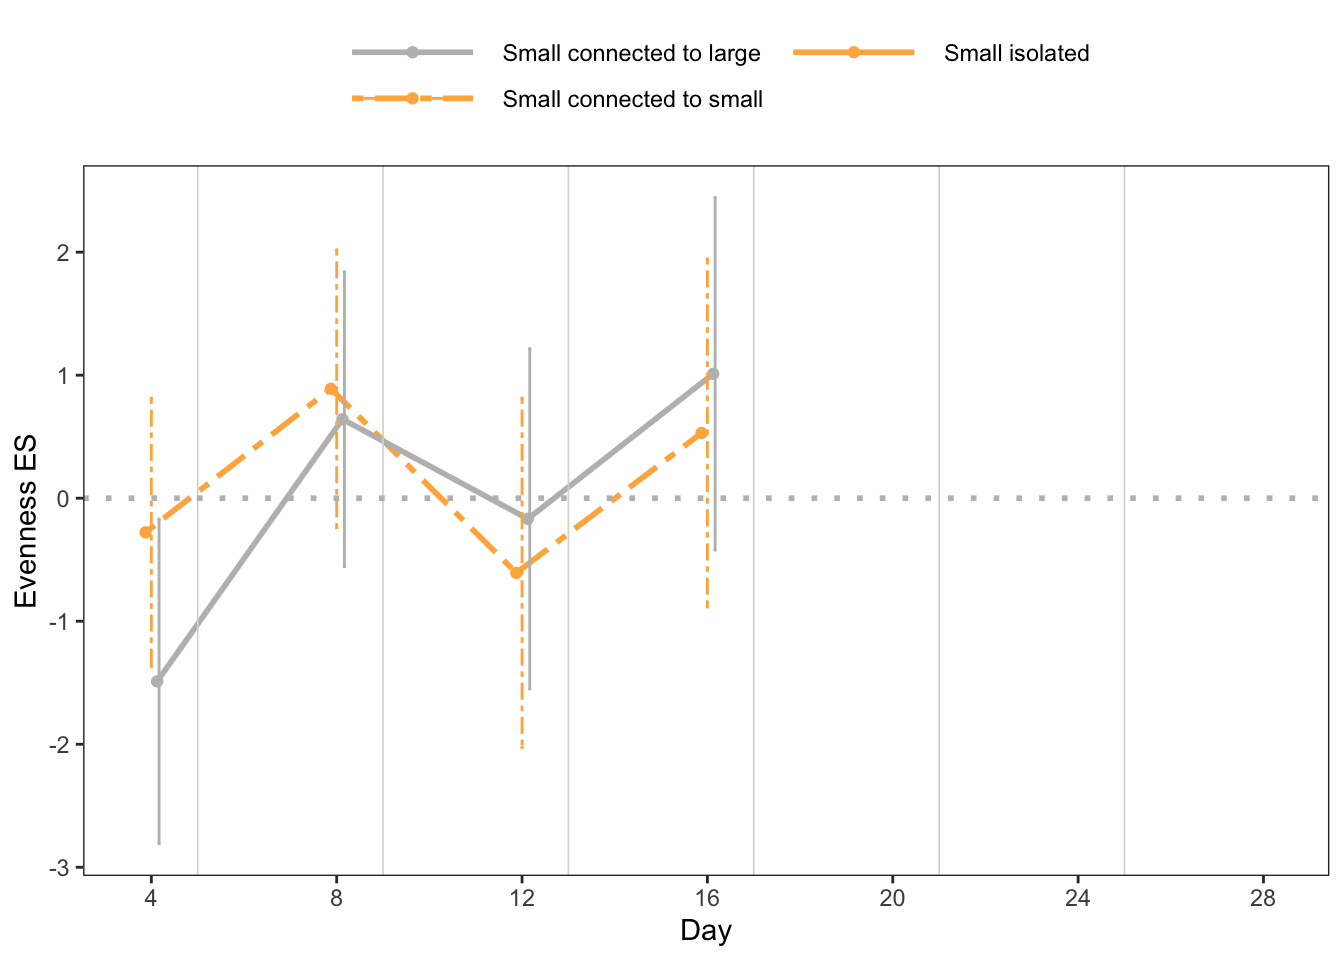 Small connected to large Small isolated
Small connected to small
Evenness ES
2
1
0
-1
-2
-3
4 8 12 16 20 24 28
Day